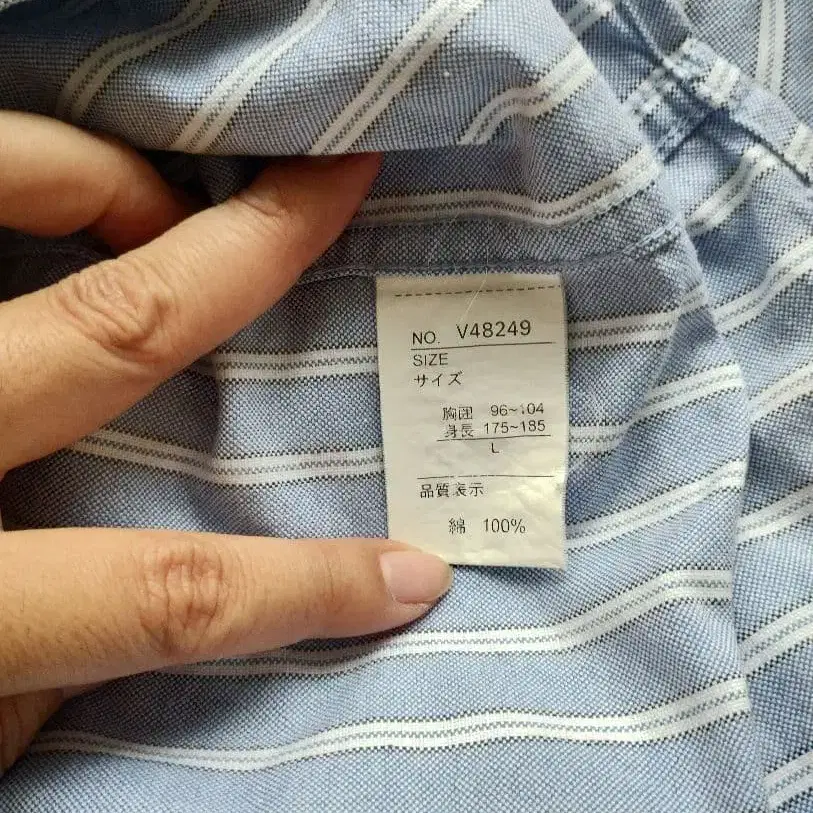 NO. V48249
SIZE
サイズ
胸囲 96~104
身長 175~185
L
品質表示
綿 100%